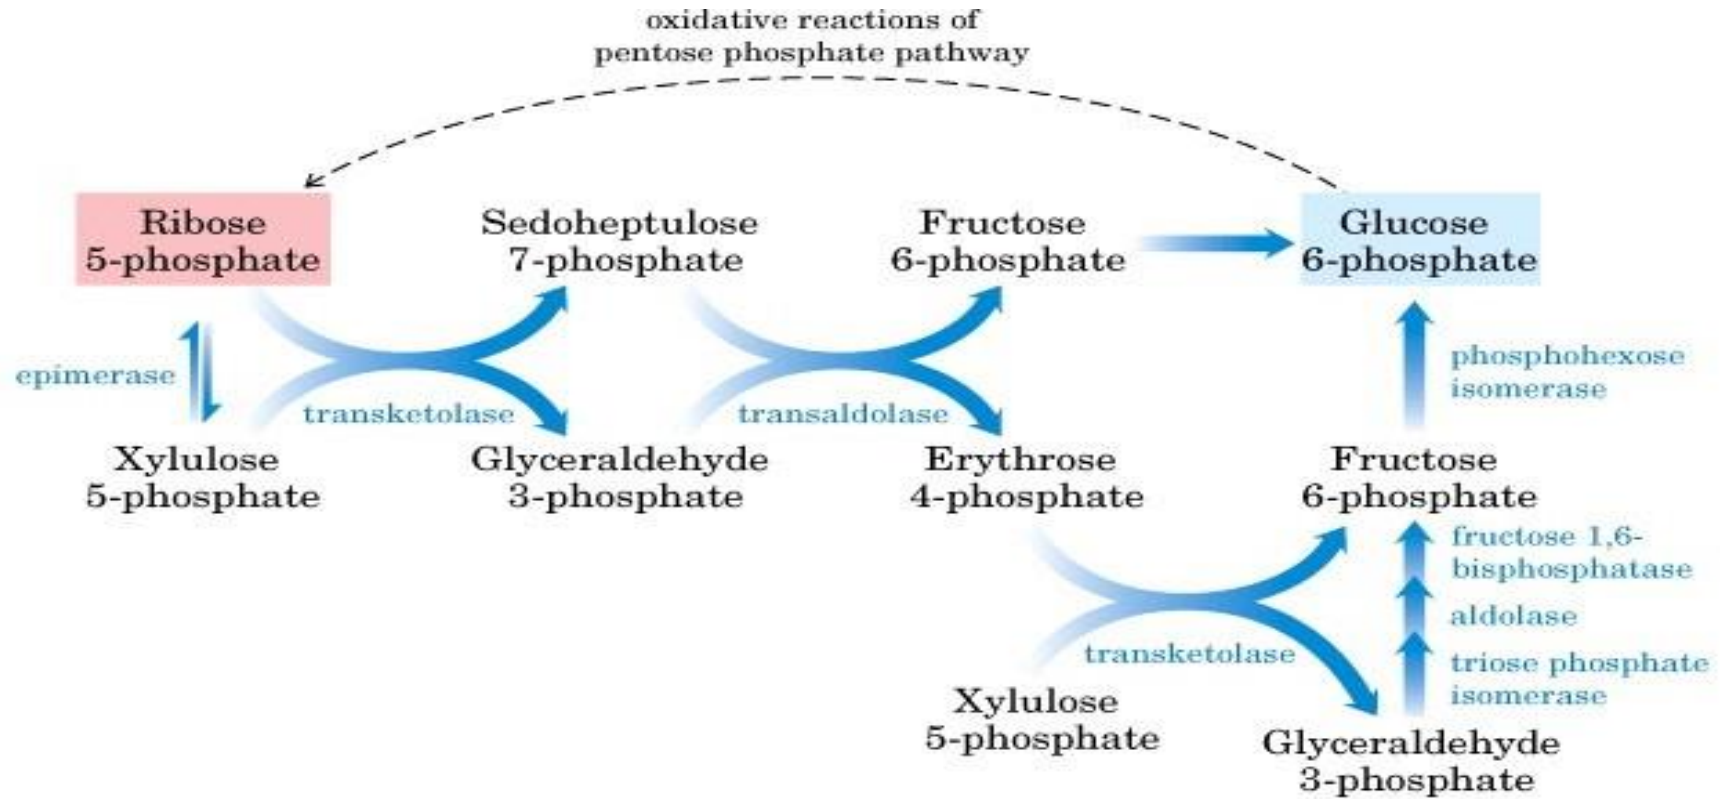 oxidative reactions of
pentose phosphate pathway
Ribose
5-phosphate
Sedoheptulose
7-phosphate
Fructose
6-phosphate
Glucose
6-phosphate
epimerase
transketolase
transaldolase
phosphohexose
isomerase
Xylulose
5-phosphate
Glyceraldehyde
3-phosphate
Erythrose
4-phosphate
Fructose
6-phosphate
fructose 1,6-
bisphosphatase
aldolase
triose phosphate
isomerase
transketolase
Xylulose
5-phosphate
Glyceraldehyde
3-phosphate